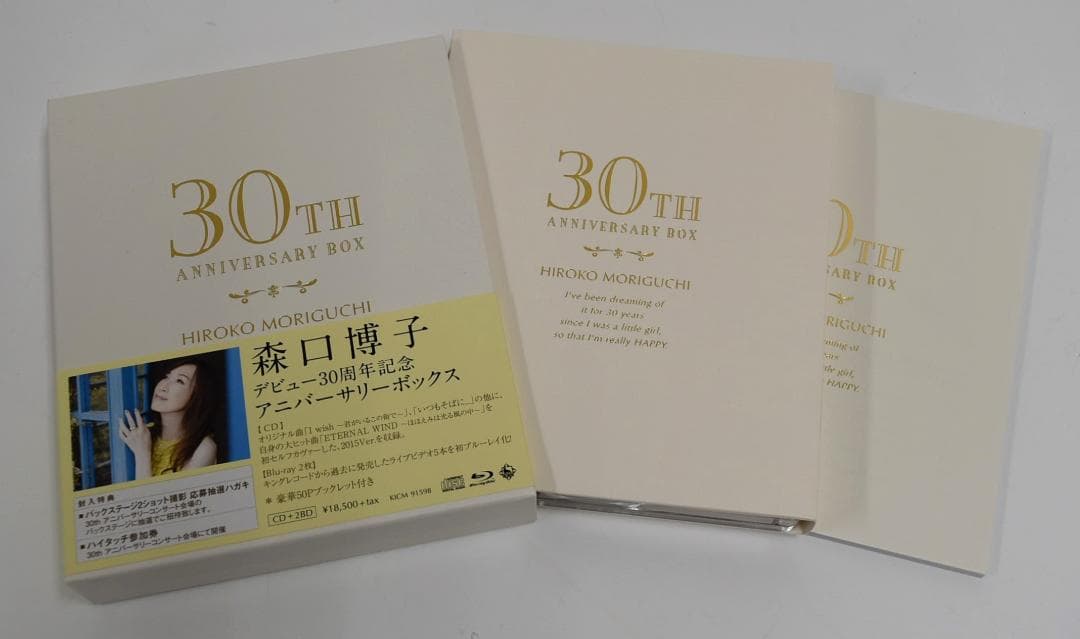 30TH
ANNIVERSARY BOX
HIROKO MORIGUCHI
森口博子
デビュー30周年記念
アニバーサリーボックス
【CD】
オリジナル曲「I wish ～君がいるこの街で～」、「いつもそばに…」の他に、
自身の大ヒット曲「ETERNAL WIND ～ほほえみは光る風の中～」を
初セルフカヴァーした、2015Ver.を収録。
【Blu-ray 2枚】
キングレコードから過去に発売したライブビデオ5本を初ブルーレイ化!
* 豪華50Pブックレット付き
CD+2BD ¥18,500+tax KICM 91598
封入特典
■バックステージ2ショット撮影 応募抽選ハガキ
30th アニバーサリーコンサート会場の
バックステージに抽選でご招待致します。
■ハイタッチ参加券
30th アニバーサリーコンサート会場にて開催
30TH
ANNIVERSARY BOX
HIROKO MORIGUCHI
I've been dreaming of
it for 30 years
since I was a little girl,
so that I'm really HAPPY.
0TH
SARY BOX
MORIGUCHI
dreaming of
years
little girl,
HAPPY.